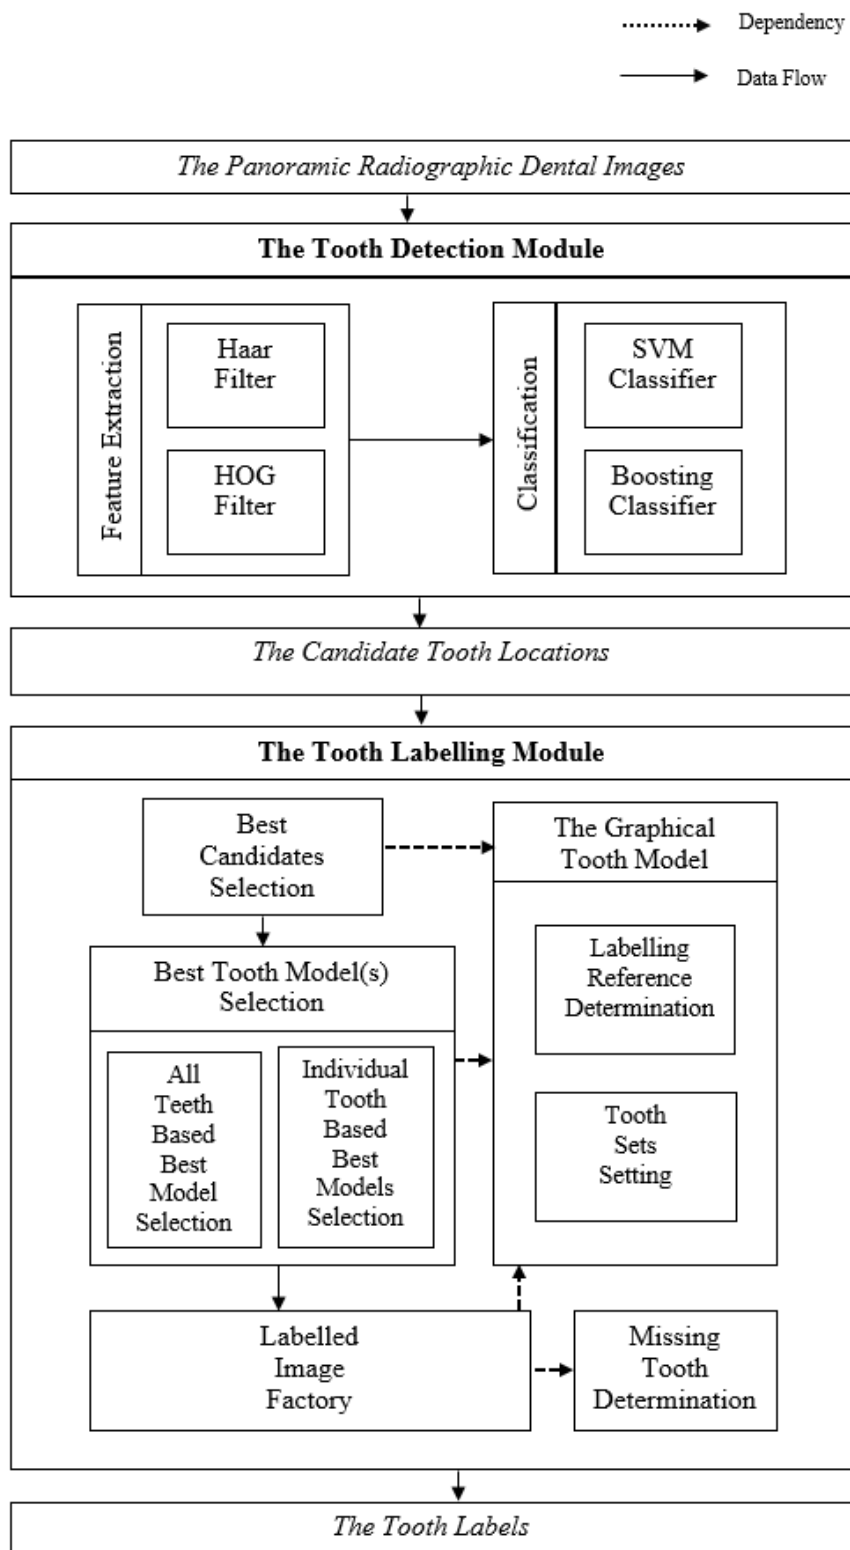 Dependency
Data Flow
The Panoramic Radiographic Dental Images
The Tooth Detection Module
Feature Extraction
Haar
Filter
HOG
Filter
Classification
SVM
Classifier
Boosting
Classifier
The Candidate Tooth Locations
The Tooth Labelling Module
Best
Candidates
Selection
The Graphical
Tooth Model
Best Tooth Model(s)
Selection
All
Teeth
Based
Best
Model
Selection
Individual
Tooth
Based
Best
Models
Selection
Labelling
Reference
Determination
Tooth
Sets
Setting
Labelled
Image
Factory
Missing
Tooth
Determination
The Tooth Labels